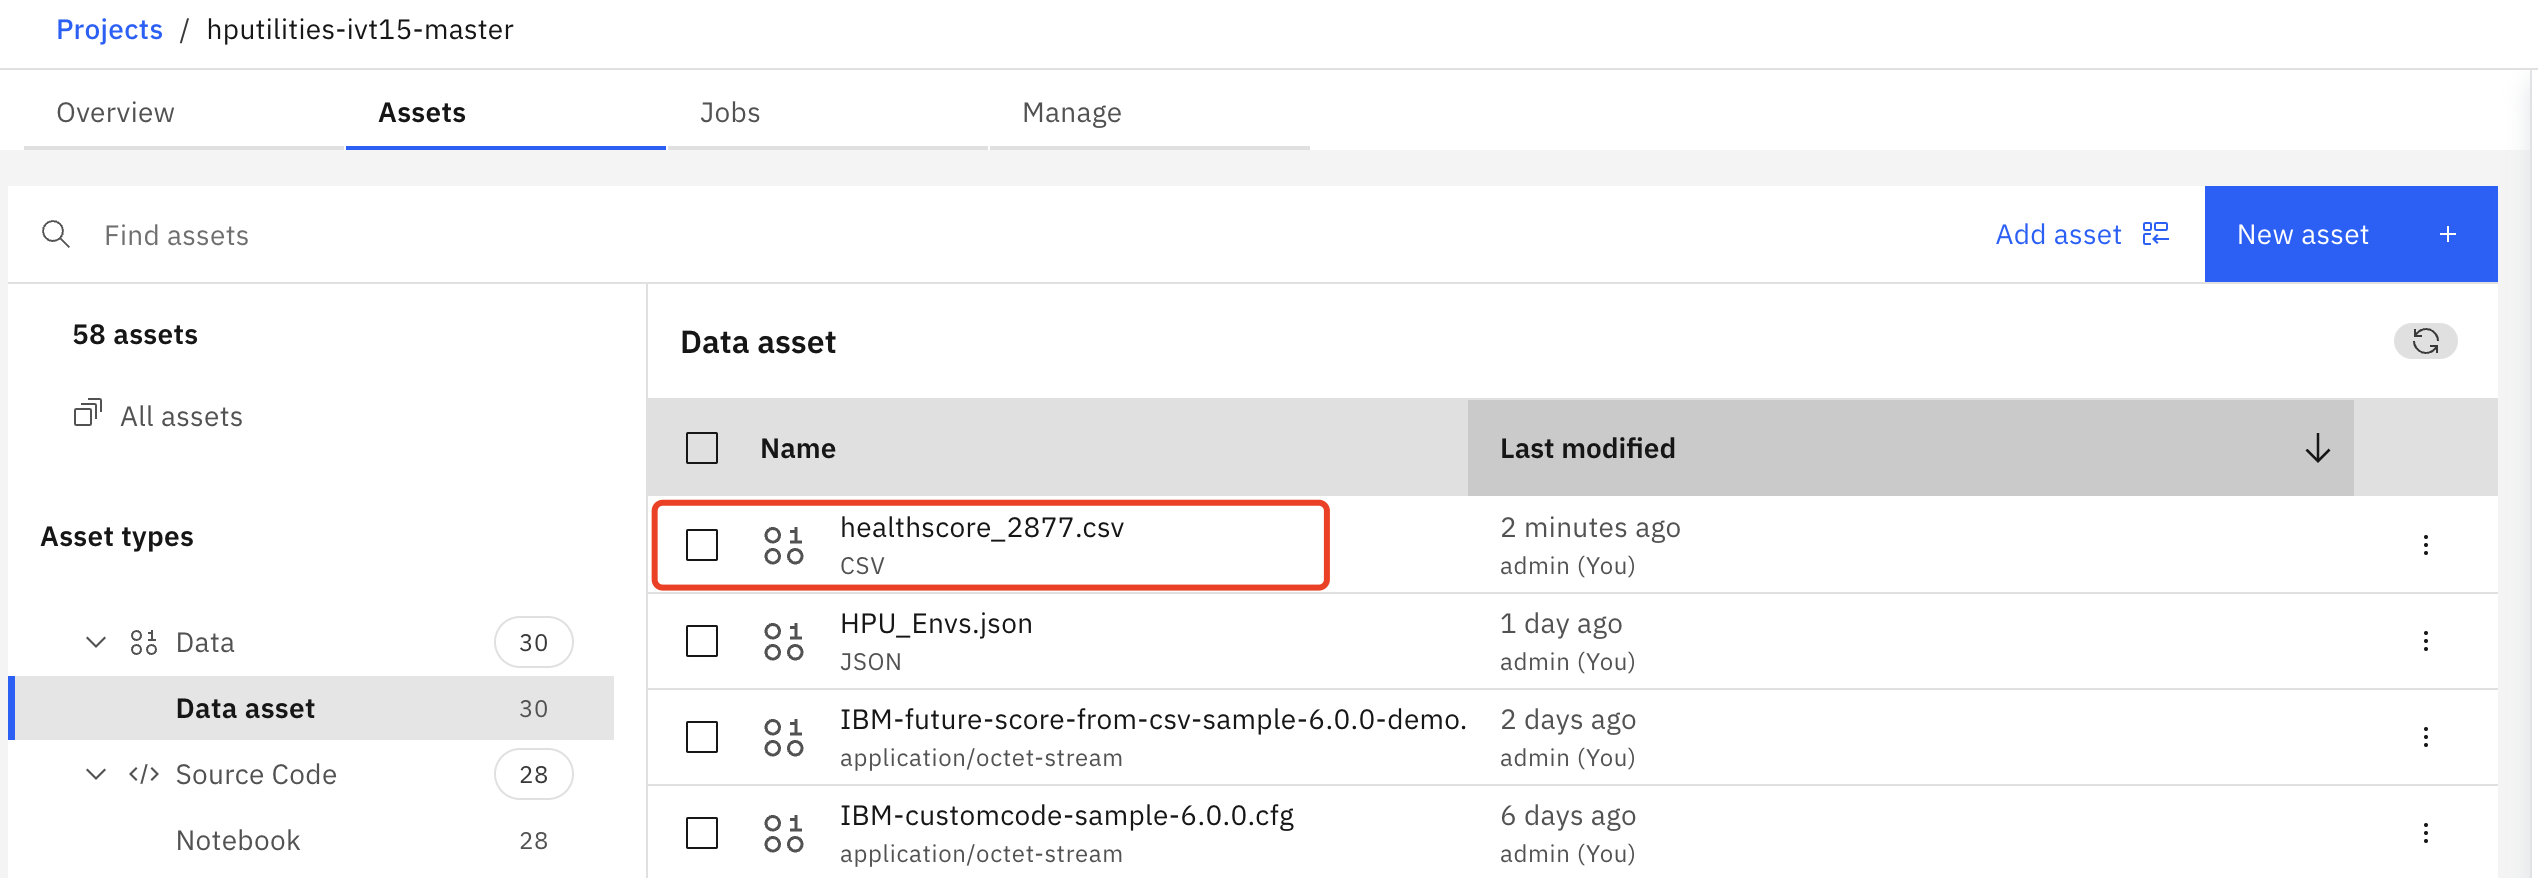 Projects / hputilities-ivt15-master
Overview
Assets
Jobs
Manage
Find assets
Add asset
New asset +
58 assets
All assets
Asset types
Data 30
Data asset 30
</> Source Code 28
Notebook 28
Data asset
Name
Last modified
healthscore_2877.csv
CSV
2 minutes ago
admin (You)
HPU_Envs.json
JSON
1 day ago
admin (You)
IBM-future-score-from-csv-sample-6.0.0-demo.
application/octet-stream
2 days ago
admin (You)
IBM-customcode-sample-6.0.0.cfg
application/octet-stream
6 days ago
admin (You)